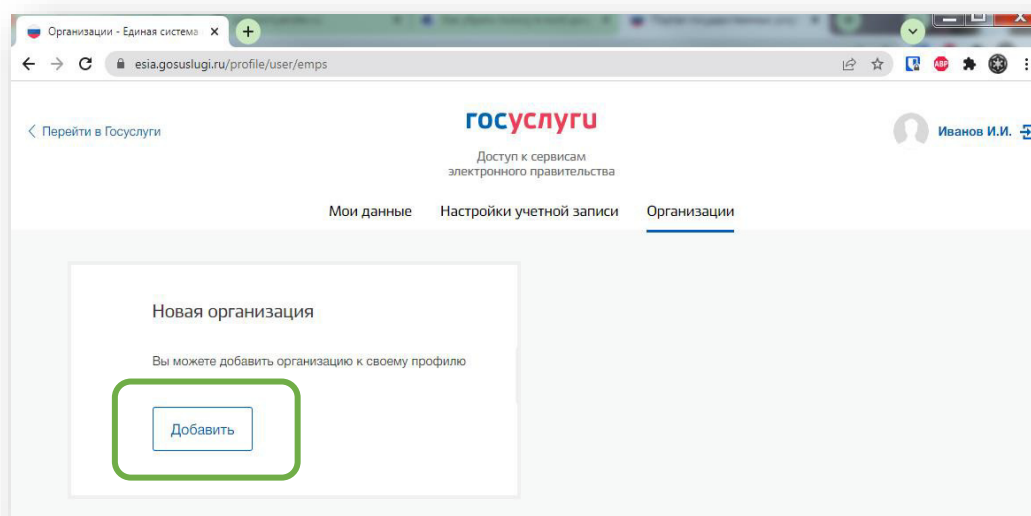 Организации - Единая система
esia.gosuslugi.ru/profile/user/emps
ABP
Перейти в Госуслуги
госуслуги
Иванов И.И.
Доступ к сервисам
электронного правительства
Мои данные Настройки учетной записи Организации
Новая организация
Вы можете добавить организацию к своему профилю
Добавить